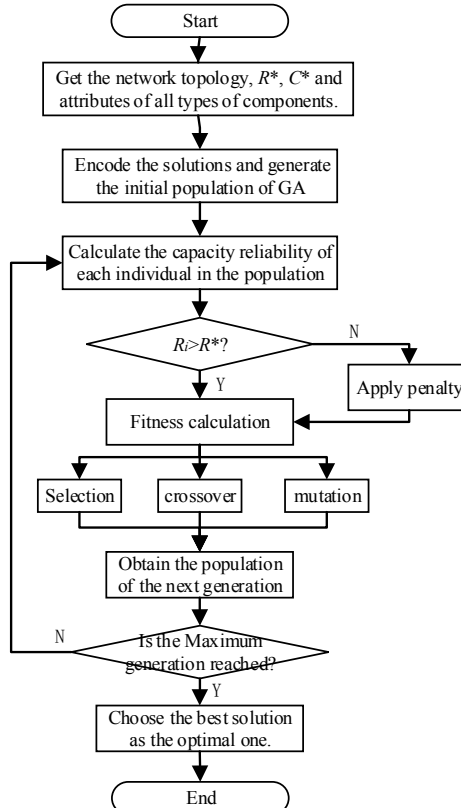 Start
Get the network topology, R*, C* and
attributes of all types of components.
Encode the solutions and generate
the initial population of GA
Calculate the capacity reliability of
each individual in the population
Ri>R*?
N
Y
Apply penalty
Fitness calculation
Selection
crossover
mutation
Obtain the population
of the next generation
N
Is the Maximum
generation reached?
Y
Choose the best solution
as the optimal one.
End